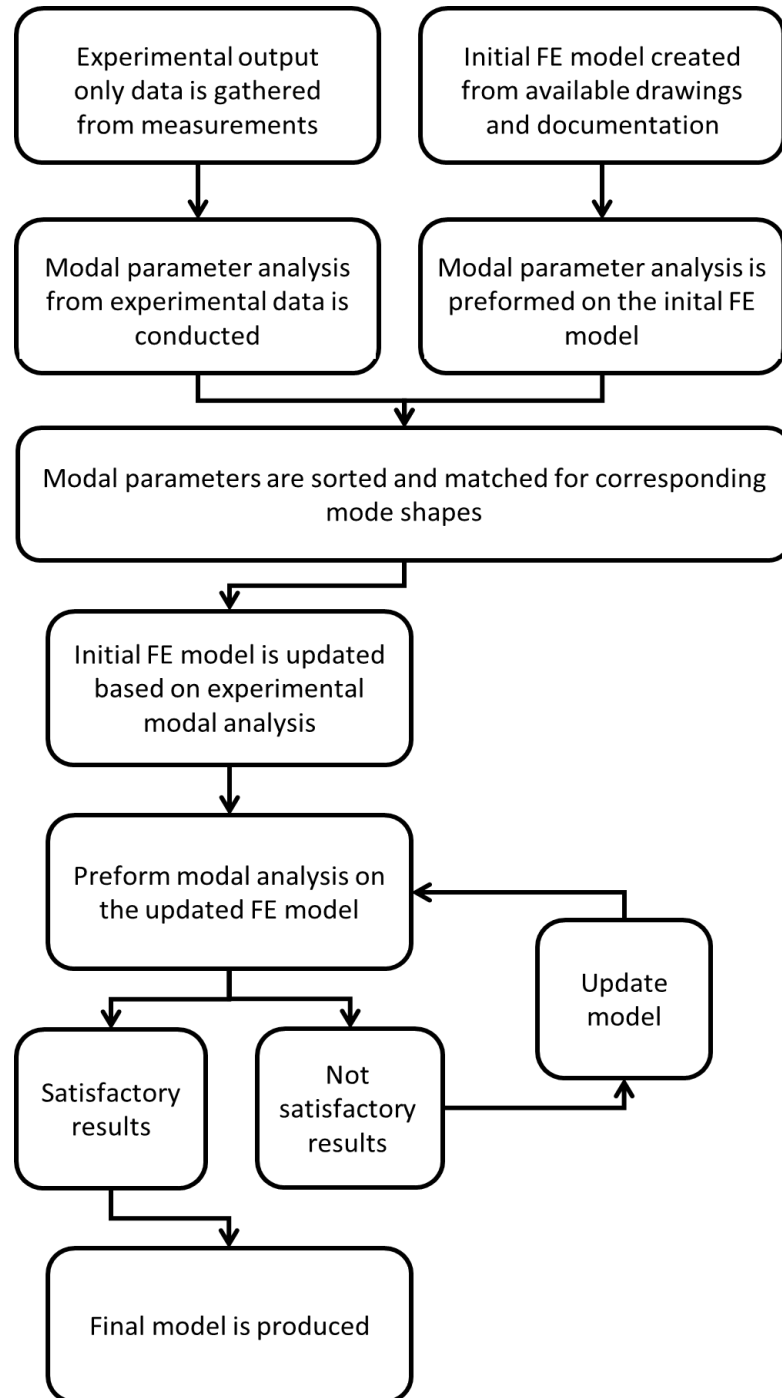 Experimental output
only data is gathered
from measurements
Initial FE model created
from available drawings
and documentation
Modal parameter analysis
from experimental data is
conducted
Modal parameter analysis is
preformed on the inital FE
model
Modal parameters are sorted and matched for corresponding
mode shapes
Initial FE model is updated
based on experimental
modal analysis
Preform modal analysis on
the updated FE model
Update
model
Satisfactory
results
Not
satisfactory
results
Final model is produced